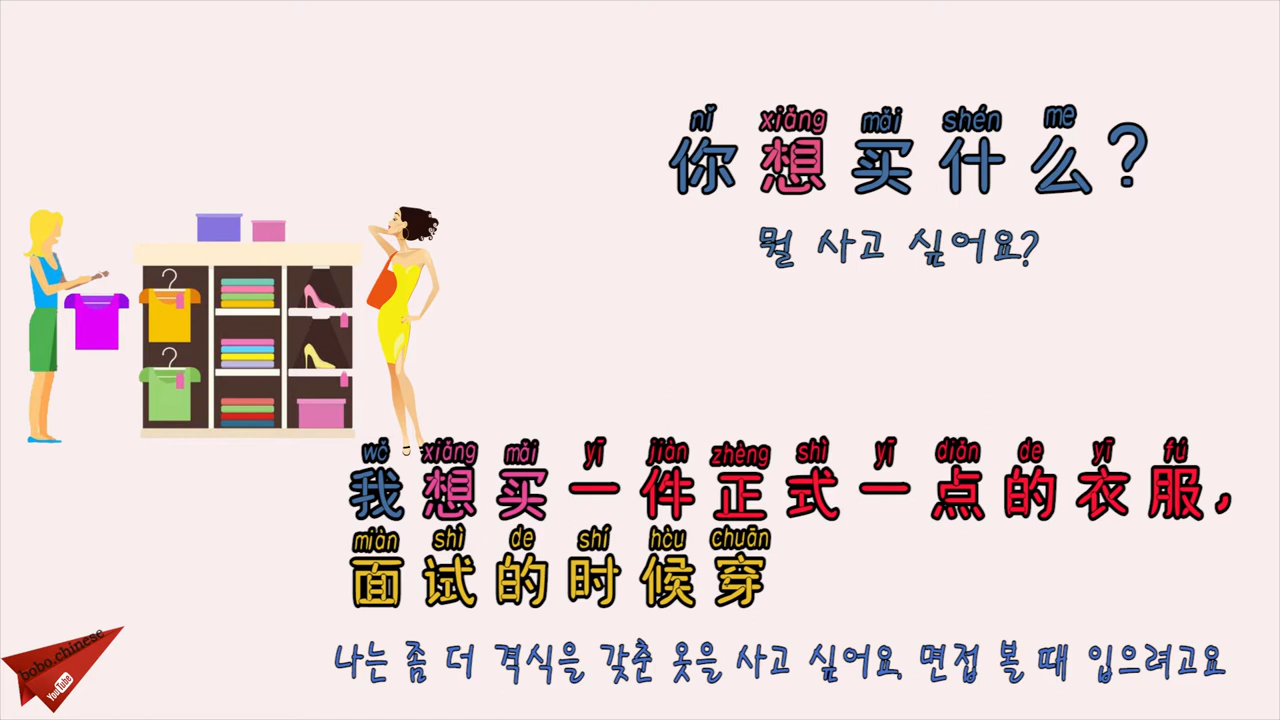 nǐ xiǎng mǎi shén me
你想买什么?
뭘 사고 싶어요?
wǒ xiǎng mǎi yī jiàn zhèng shì yī diǎn de yī fú
我想买一件正式一点的衣服,
miàn shì de shí hòu chuān
面试的时候穿
나는 좀 더 격식을 갖춘 옷을 사고 싶어요, 면접 볼 때 입으려고요
bobo.chinese
YouTube